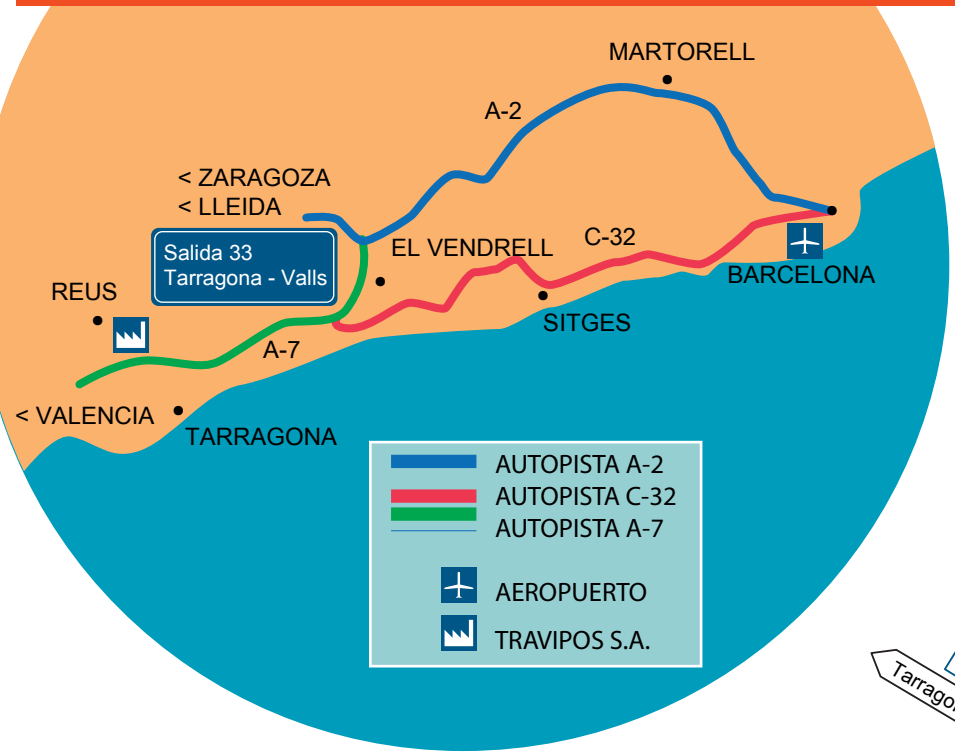 MARTORELL
A-2
< ZARAGOZA
< LLEIDA
Salida 33
Tarragona - Valls
EL VENDRELL
C-32
BARCELONA
REUS
SITGES
A-7
< VALENCIA
TARRAGONA
AUTOPISTA A-2
AUTOPISTA C-32
AUTOPISTA A-7
AEROPUERTO
TRAVIPOS S.A.